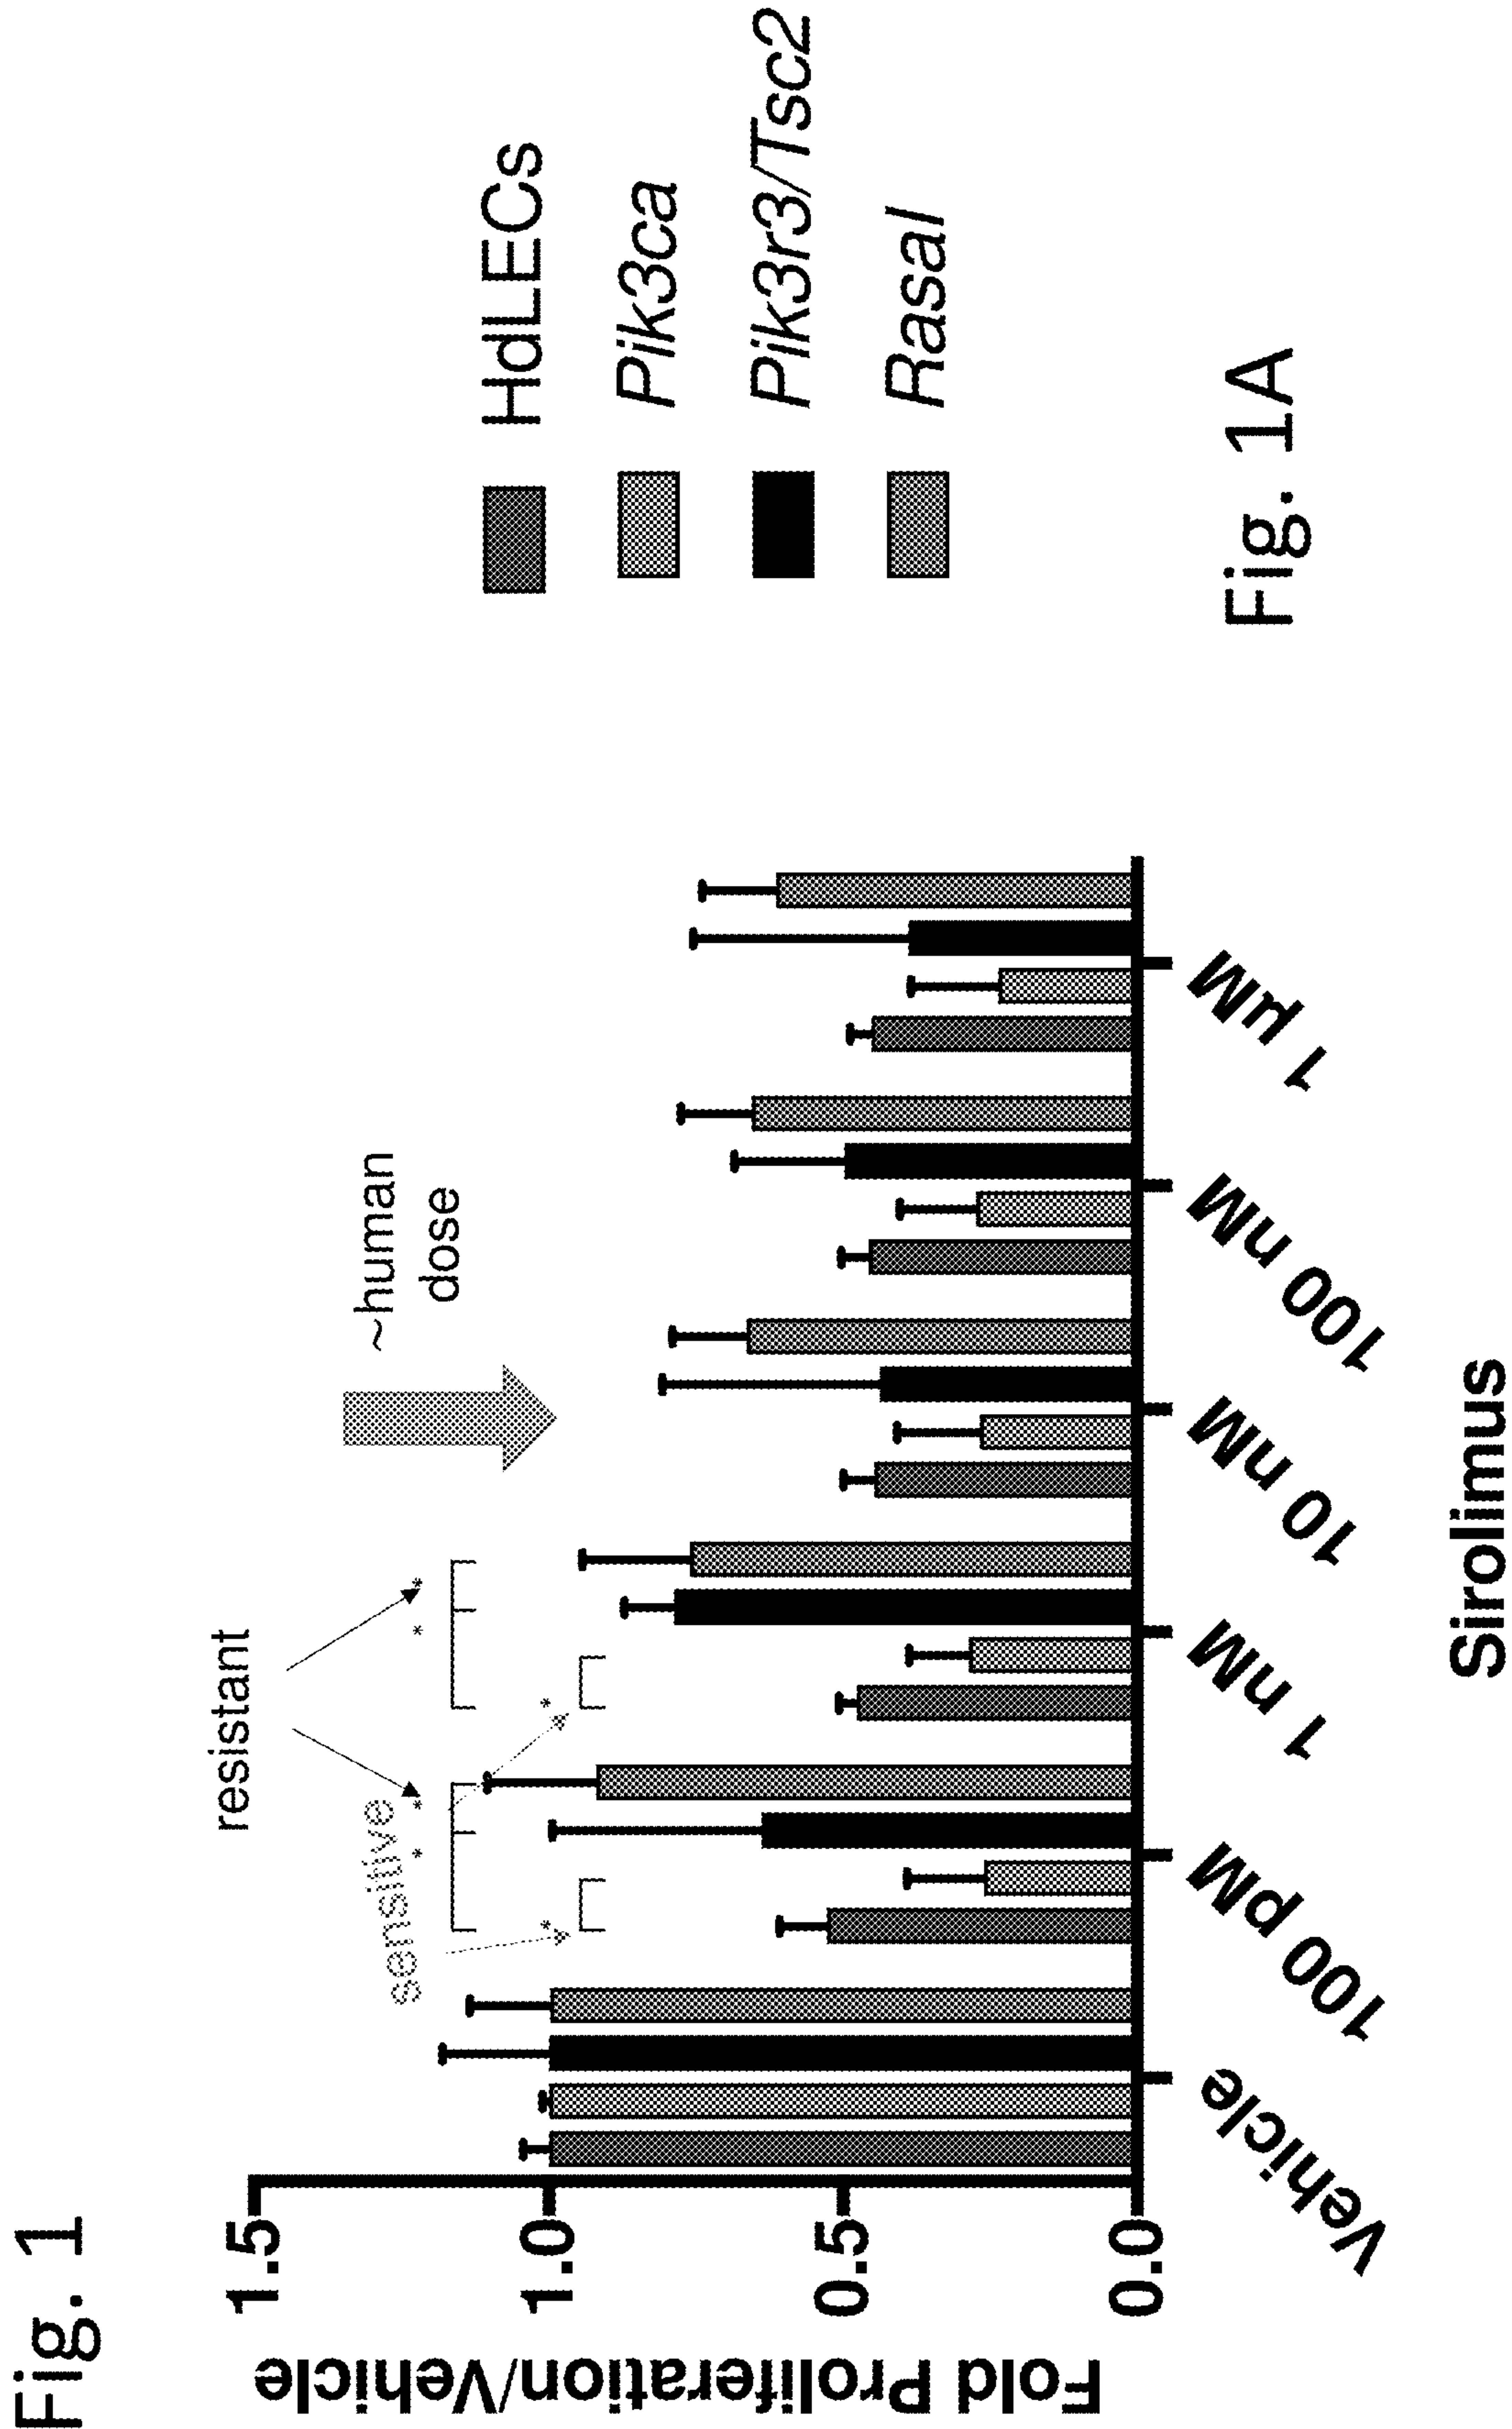 Fig. 1
resistant
sensitive
* *
* *
*
*
~human
dose
Fold Proliferation/Vehicle
1.5
1.0
0.5
0.0
Vehicle
100 pM
1 nM
10 nM
100 nM
1 µM
Sirolimus
HdLECs
Pik3ca
Pik3r3/Tsc2
Rasal
Fig. 1A